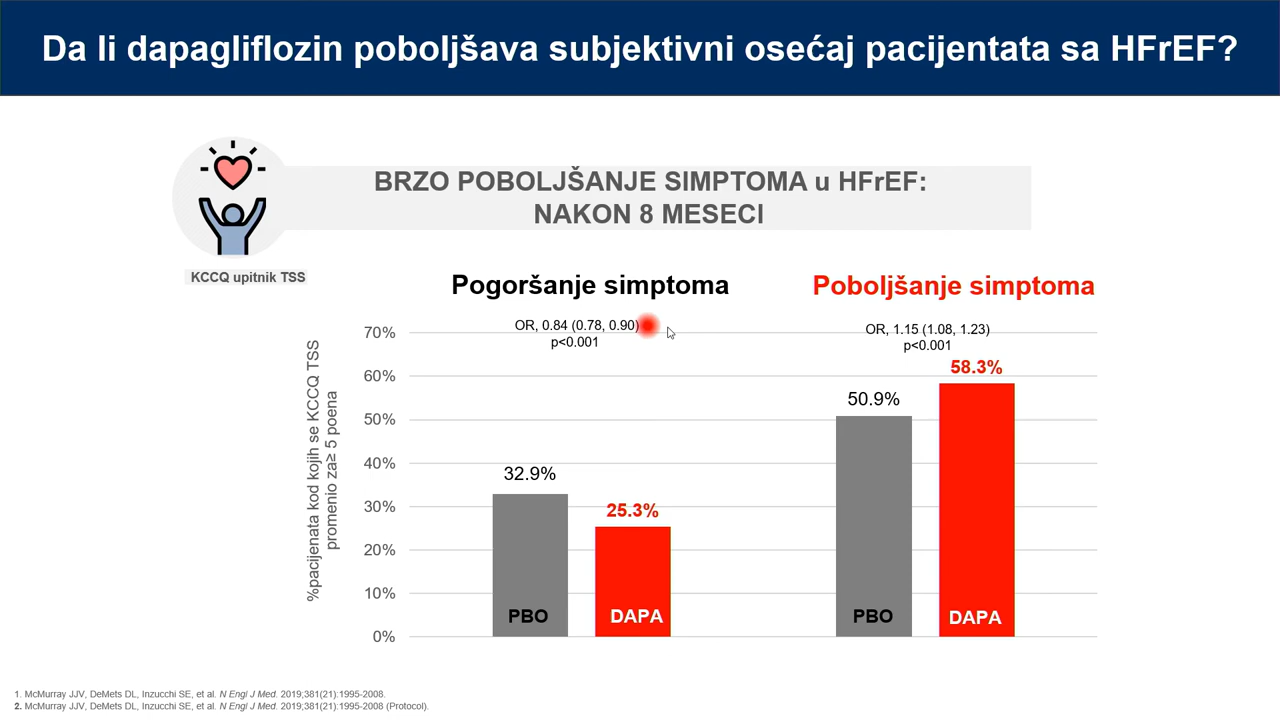 Da li dapagliflozin poboljšava subjektivni osećaj pacijentata sa HFrEF?
BRZO POBOLJŠANJE SIMPTOMA u HFrEF:
NAKON 8 MESECI
KCCQ upitnik TSS
Pogoršanje simptoma
Poboljšanje simptoma
OR, 0.84 (0.78, 0.90)
p<0.001
OR, 1.15 (1.08, 1.23)
p<0.001
%pacijenata kod kojih se KCCQ TSS
promenio za≥ 5 poena
70%
60%
50%
40%
30%
20%
10%
0%
32.9%
25.3%
50.9%
58.3%
PBO
DAPA
PBO
DAPA
1. McMurray JJV, DeMets DL, Inzucchi SE, et al. N Engl J Med. 2019;381(21):1995-2008.
2. McMurray JJV, DeMets DL, Inzucchi SE, et al. N Engl J Med. 2019;381(21):1995-2008 (Protocol).